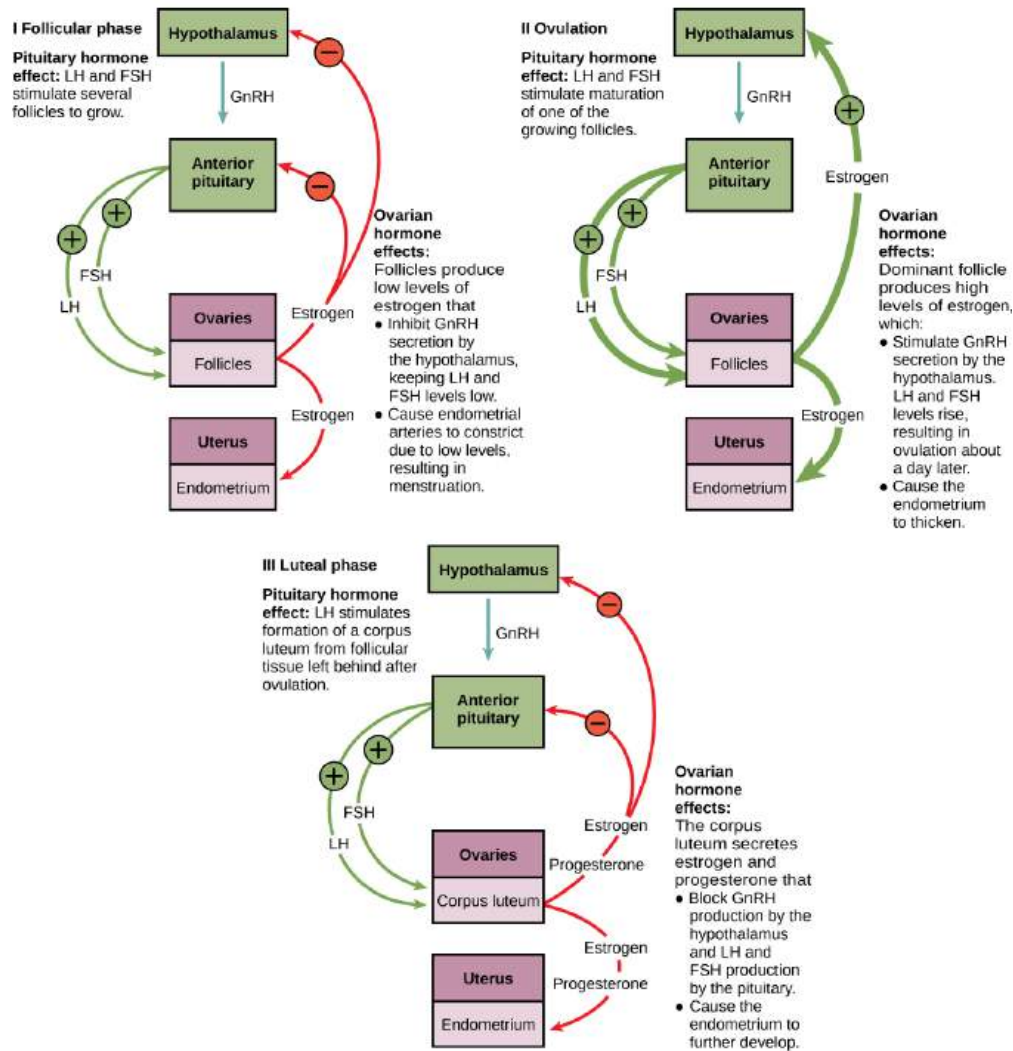 I Follicular phase
Pituitary hormone
effect: LH and FSH
stimulate several
follicles to grow.
Hypothalamus
−
GnRH
Anterior
pituitary
−
+
+
FSH
LH
Ovaries
Follicles
Estrogen
Estrogen
Uterus
Endometrium
Ovarian
hormone
effects:
Follicles produce
low levels of
estrogen that
● Inhibit GnRH
secretion by
the hypothalamus,
keeping LH and
FSH levels low.
● Cause endometrial
arteries to constrict
due to low levels,
resulting in
menstruation.
II Ovulation
Pituitary hormone
effect: LH and FSH
stimulate maturation
of one of the
growing follicles.
Hypothalamus
+
GnRH
Anterior
pituitary
Estrogen
+
+
FSH
LH
Ovaries
Follicles
Estrogen
Uterus
Endometrium
Ovarian
hormone
effects:
Dominant follicle
produces high
levels of estrogen,
which:
● Stimulate GnRH
secretion by the
hypothalamus.
LH and FSH
levels rise,
resulting in
ovulation about
a day later.
● Cause the
endometrium
to thicken.
III Luteal phase
Pituitary hormone
effect: LH stimulates
formation of a corpus
luteum from follicular
tissue left behind after
ovulation.
Hypothalamus
−
GnRH
Anterior
pituitary
−
+
+
FSH
LH
Estrogen
Progesterone
Ovaries
Corpus luteum
Estrogen
Progesterone
Uterus
Endometrium
Ovarian
hormone
effects:
The corpus
luteum secretes
estrogen and
progesterone that
● Block GnRH
production by the
hypothalamus
and LH and
FSH production
by the pituitary.
● Cause the
endometrium to
further develop.